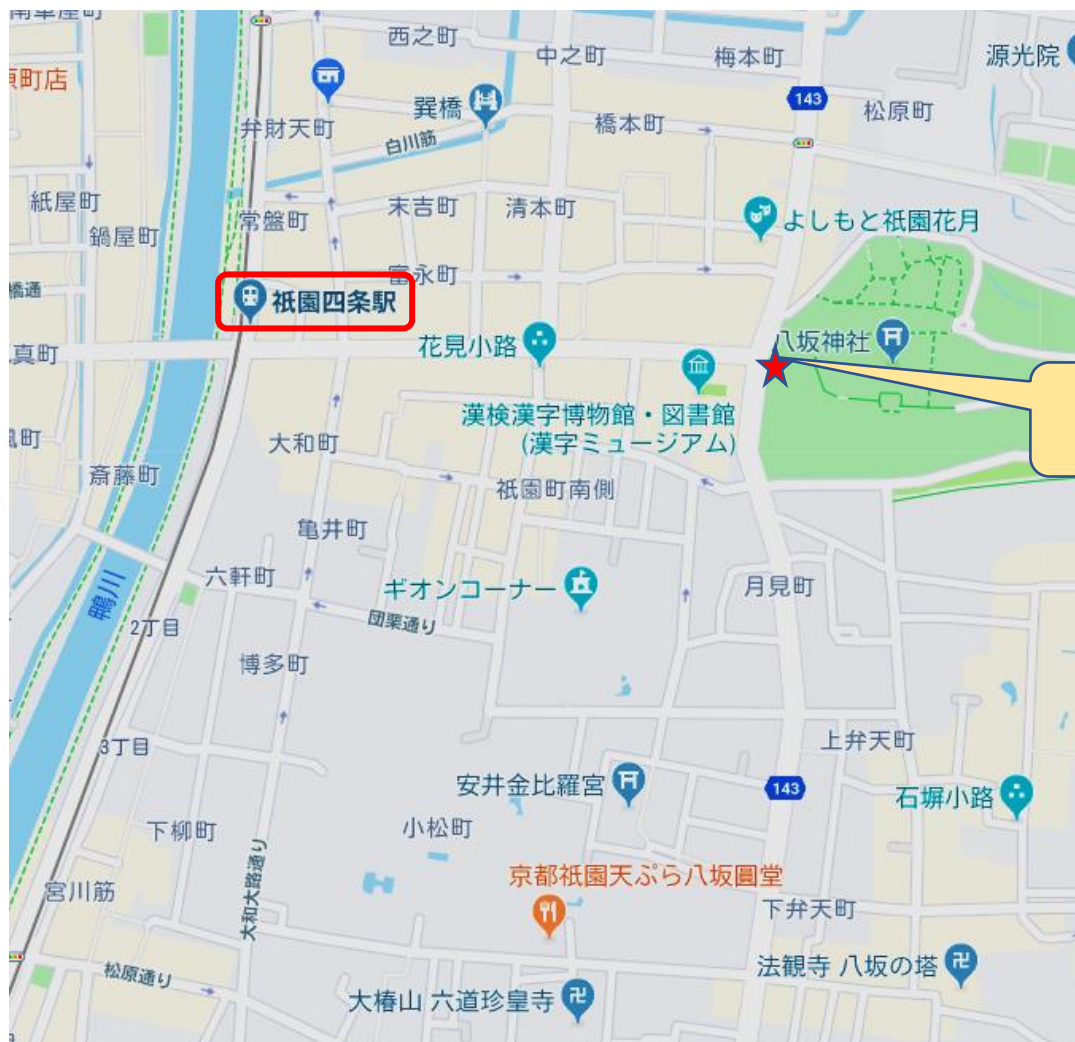 西之町
中之町
梅本町
源光院
原町店
巽橋
143
松原町
弁財天町
橋本町
白川筋
紙屋町
末吉町
清本町
常盤町
よしもと祇園花月
鍋屋町
富永町
橋通
祇園四条駅
真町
花見小路
八坂神社
漢検漢字博物館・図書館
(漢字ミュージアム)
大和町
斎藤町
祇園町南側
亀井町
六軒町
ギオンコーナー
月見町
鴨川
団栗通り
2丁目
博多町
3丁目
上弁天町
安井金比羅宮
143
石塀小路
下柳町
小松町
大和大路通り
京都祇園天ぷら八坂圓堂
宮川筋
下弁天町
松原通り
法観寺 八坂の塔
大椿山 六道珍皇寺